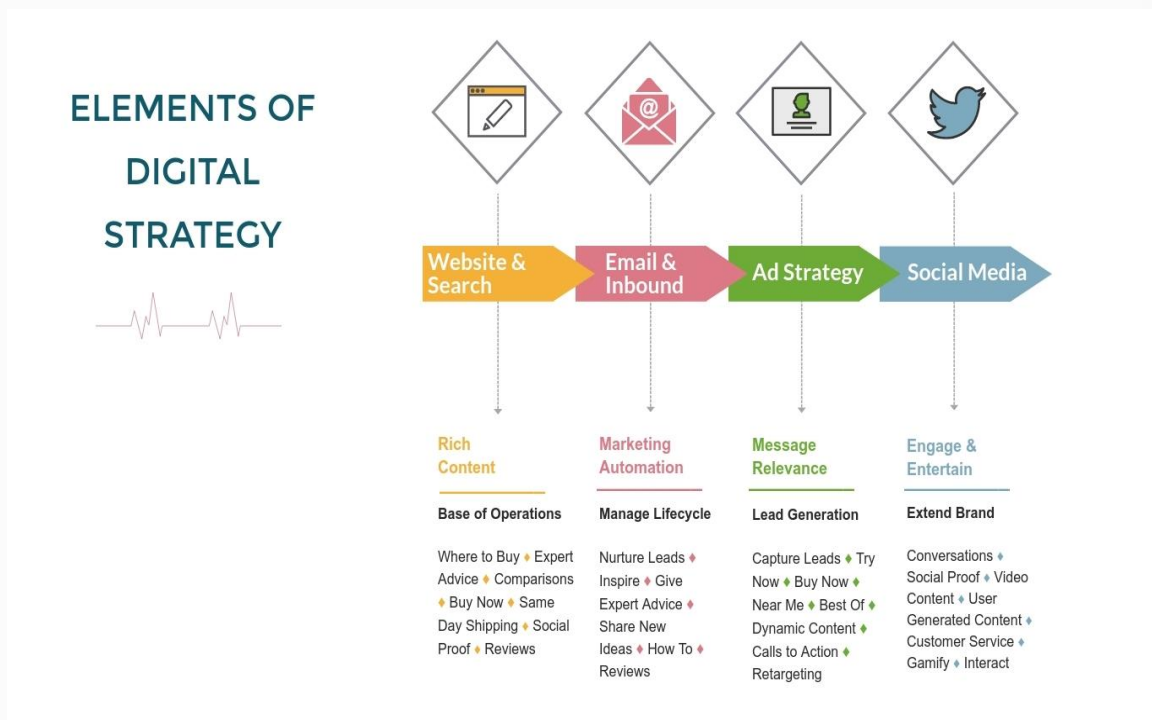 ELEMENTS OF
DIGITAL
STRATEGY
@
Website &
Search
Email &
Inbound
Ad Strategy
Social Media
Rich
Content
Base of Operations
Where to Buy ♦ Expert
Advice ♦ Comparisons
♦ Buy Now ♦ Same
Day Shipping ♦ Social
Proof ♦ Reviews
Marketing
Automation
Manage Lifecycle
Nurture Leads ♦
Inspire ♦ Give
Expert Advice ♦
Share New
Ideas ♦ How To ♦
Reviews
Message
Relevance
Lead Generation
Capture Leads ♦ Try
Now ♦ Buy Now ♦
Near Me ♦ Best Of ♦
Dynamic Content ♦
Calls to Action ♦
Retargeting
Engage &
Entertain
Extend Brand
Conversations ♦
Social Proof ♦ Video
Content ♦ User
Generated Content ♦
Customer Service ♦
Gamify ♦ Interact